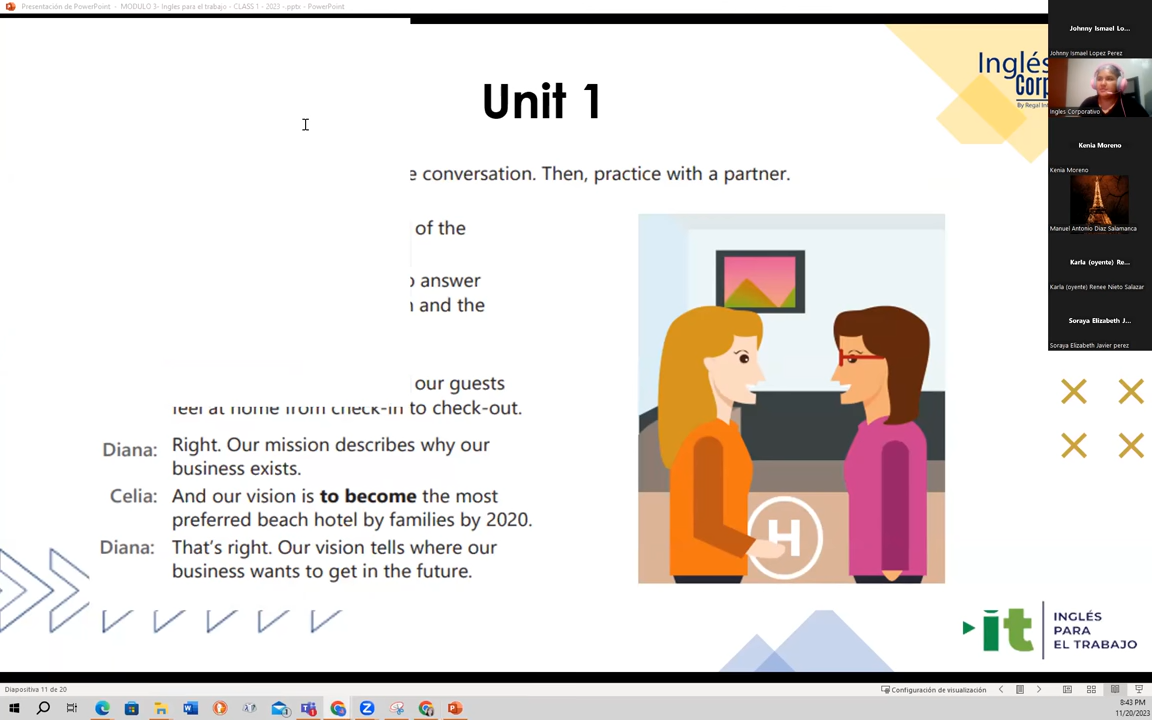 Presentación de PowerPoint - MODULO 3- Ingles para el trabajo - CLASS 1 - 2023 - .pptx - PowerPoint
Inglés
Corp
By Regal Int
Unit 1
e conversation. Then, practice with a partner.
of the
answer
and the
our guests
feel at home from check-in to check-out.
Diana: Right. Our mission describes why our
business exists.
Celia: And our vision is to become the most
preferred beach hotel by families by 2020.
Diana: That's right. Our vision tells where our
business wants to get in the future.
H
it
INGLÉS
PARA
EL TRABAJO
Johnny Ismael Lo...
Johnny Ismael Lopez Perez
Ingles Corporativo
Kenia Moreno
Kenia Moreno
Manuel Antonio Diaz Salamanca
Karla (oyente) Re...
Karla (oyente) Renee Nieto Salazar
Soraya Elizabeth J...
Soraya Elizabeth Javier perez
Diapositiva 11 de 20
Configuración de visualización
8:43 PM
11/20/2023